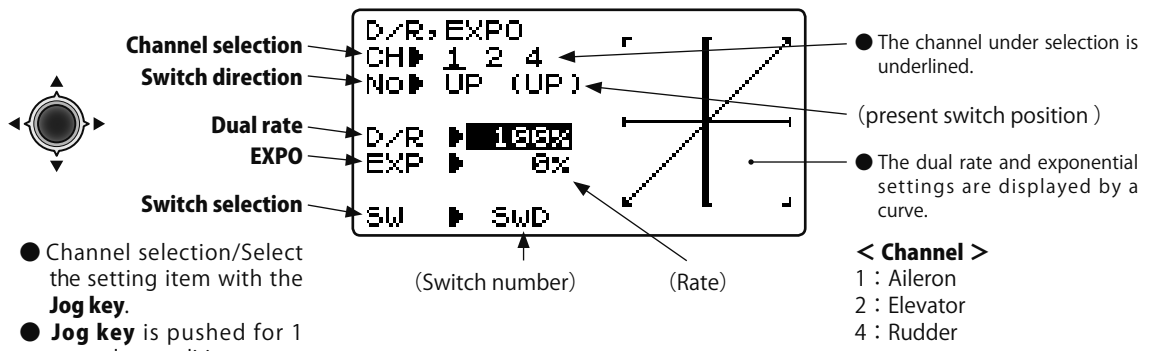 D/R,EXPO
CH▶ 1 2 4
No▶ UP (UP)
D/R ▶ 100%
EXP ▶ 0%
SW ▶ SwD
Channel selection
Switch direction
Dual rate
EXPO
Switch selection
● The channel under selection is
underlined.
(present switch position )
● The dual rate and exponential
settings are displayed by a
curve.
(Switch number)
(Rate)
● Channel selection/Select
the setting item with the
Jog key.
● Jog key is pushed for 1
< Channel >
1 : Aileron
2 : Elevator
4 : Rudder